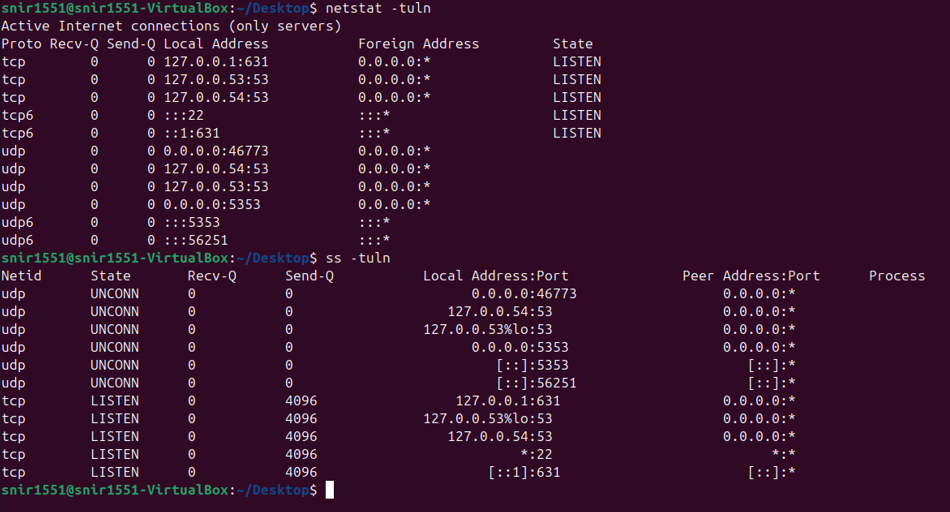 snir1551@snir1551-VirtualBox:~/Desktop$ netstat -tuln
Active Internet connections (only servers)
Proto Recv-Q Send-Q Local Address           Foreign Address         State
tcp        0      0 127.0.0.1:631           0.0.0.0:*               LISTEN
tcp        0      0 127.0.0.53:53           0.0.0.0:*               LISTEN
tcp        0      0 127.0.0.54:53           0.0.0.0:*               LISTEN
tcp6       0      0 :::22                   :::*                    LISTEN
tcp6       0      0 ::1:631                 :::*                    LISTEN
udp        0      0 0.0.0.0:46773           0.0.0.0:*
udp        0      0 127.0.0.54:53           0.0.0.0:*
udp        0      0 127.0.0.53:53           0.0.0.0:*
udp        0      0 0.0.0.0:5353            0.0.0.0:*
udp6       0      0 :::5353                 :::*
udp6       0      0 :::56251                :::*
snir1551@snir1551-VirtualBox:~/Desktop$ ss -tuln
Netid     State      Recv-Q     Send-Q          Local Address:Port            Peer Address:Port     Process
udp       UNCONN     0          0                     0.0.0.0:46773                0.0.0.0:*
udp       UNCONN     0          0                  127.0.0.54:53                   0.0.0.0:*
udp       UNCONN     0          0               127.0.0.53%lo:53                   0.0.0.0:*
udp       UNCONN     0          0                     0.0.0.0:5353                 0.0.0.0:*
udp       UNCONN     0          0                        [::]:5353                    [::]:*
udp       UNCONN     0          0                        [::]:56251                   [::]:*
tcp       LISTEN     0          4096                127.0.0.1:631                  0.0.0.0:*
tcp       LISTEN     0          4096            127.0.0.53%lo:53                   0.0.0.0:*
tcp       LISTEN     0          4096               127.0.0.54:53                   0.0.0.0:*
tcp       LISTEN     0          4096                        *:22                         *:*
tcp       LISTEN     0          4096                    [::1]:631                     [::]:*
snir1551@snir1551-VirtualBox:~/Desktop$